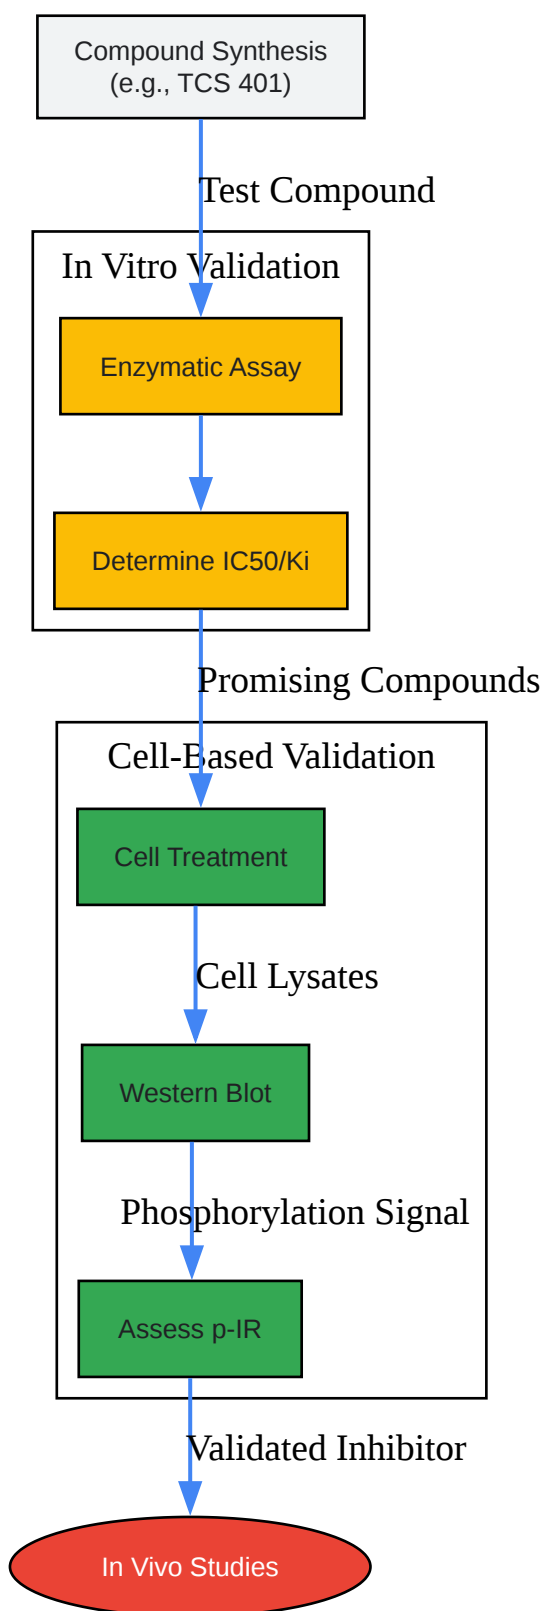 Compound Synthesis
(e.g., TCS 401)
Test Compound
In Vitro Validation
Enzymatic Assay
Determine IC50/Ki
Promising Compounds
Cell-Based Validation
Cell Treatment
Cell Lysates
Western Blot
Phosphorylation Signal
Assess p-IR
Validated Inhibitor
In Vivo Studies